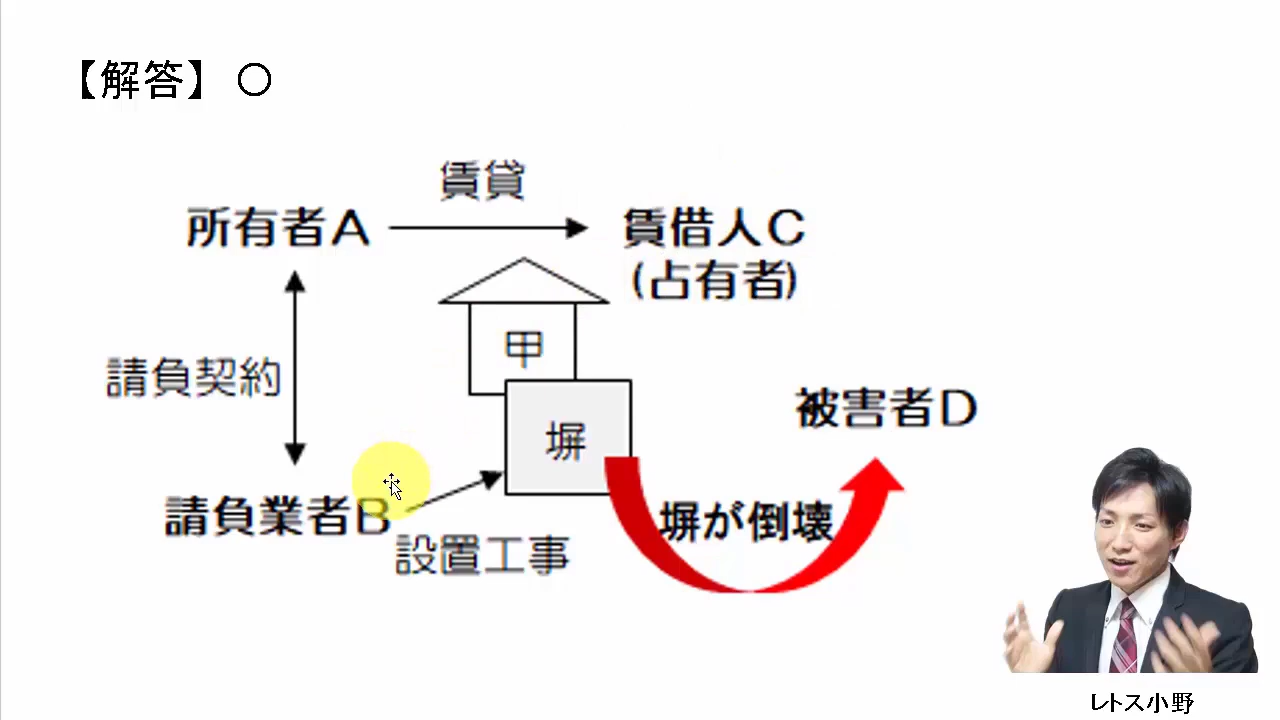 【解答】 ○
賃貸
所有者A
賃借人C
(占有者)
甲
請負契約
被害者D
塀
請負業者B
塀が倒壊
設置工事
レトス小野